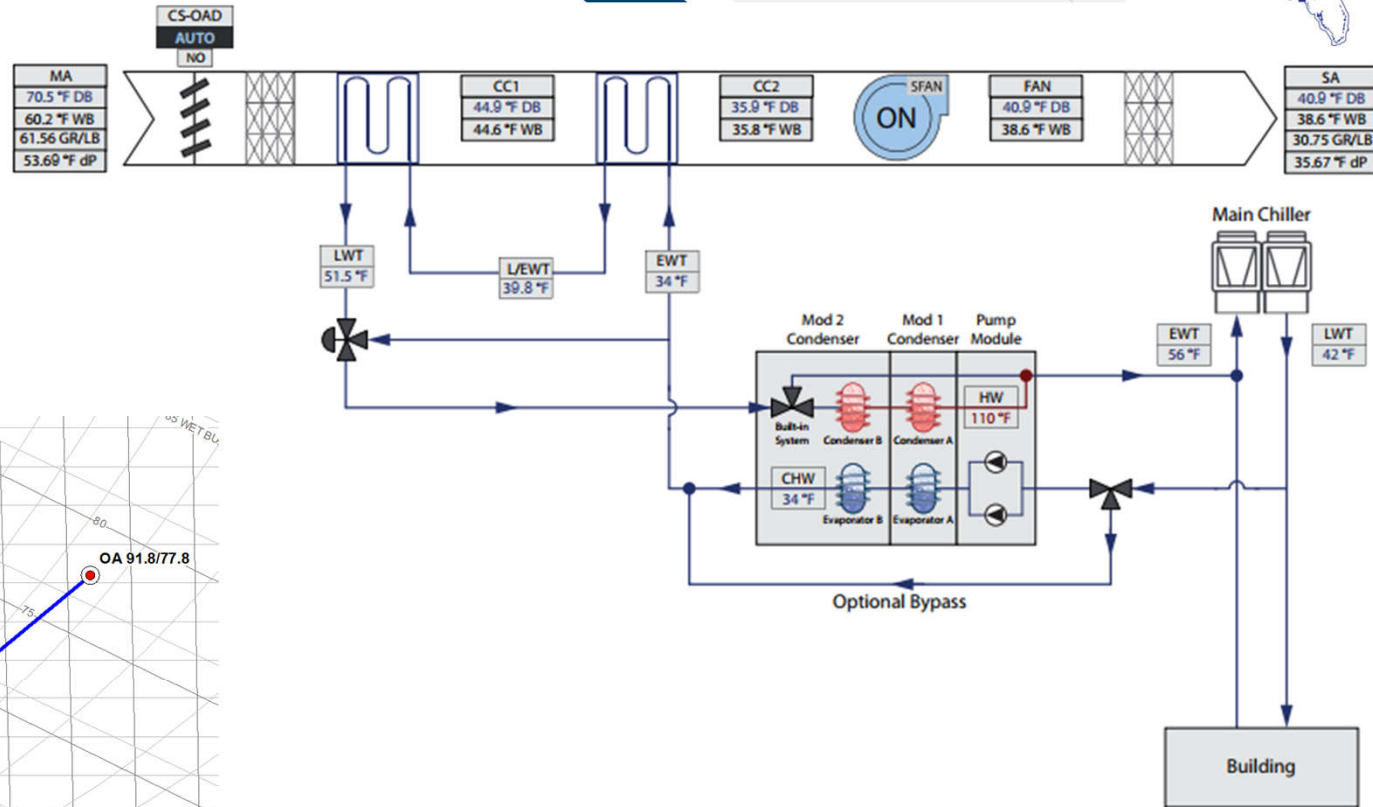 CS-OAD
AUTO
NO
MA
70.5 °F DB
60.2 °F WB
61.56 GR/LB
53.69 °F dP
CC1
44.9 °F DB
44.6 °F WB
CC2
35.9 °F DB
35.8 °F WB
SFAN
ON
FAN
40.9 °F DB
38.6 °F WB
SA
40.9 °F DB
38.6 °F WB
30.75 GR/LB
35.67 °F dP
LWT
51.5 °F
L/EWT
39.8 °F
EWT
34 °F
Main Chiller
EWT
56 °F
LWT
42 °F
Mod 2
Condenser
Mod 1
Condenser
Pump
Module
HW
110 °F
Built-in
System
Condenser B
Condenser A
CHW
34 °F
Evaporator B
Evaporator A
Optional Bypass
Building
WET
80
OA 91.8/77.8
75